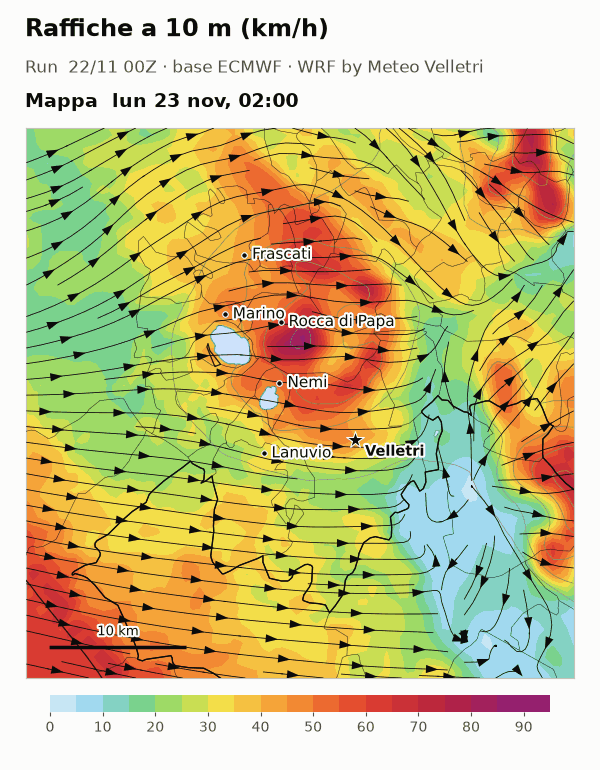 Raffiche a 10 m (km/h)
Run  22/11 00Z · base ECMWF · WRF by Meteo Velletri
Mappa  lun 23 nov, 02:00
Frascati
Marino
Rocca di Papa
Nemi
Velletri
Lanuvio
10 km
0 10 20 30 40 50 60 70 80 90